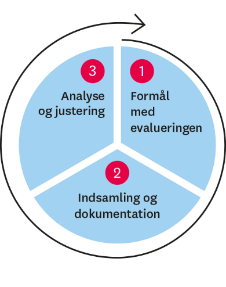 1
Formål
med
evalueringen
2
Indsamling og
dokumentation
3
Analyse
og justering